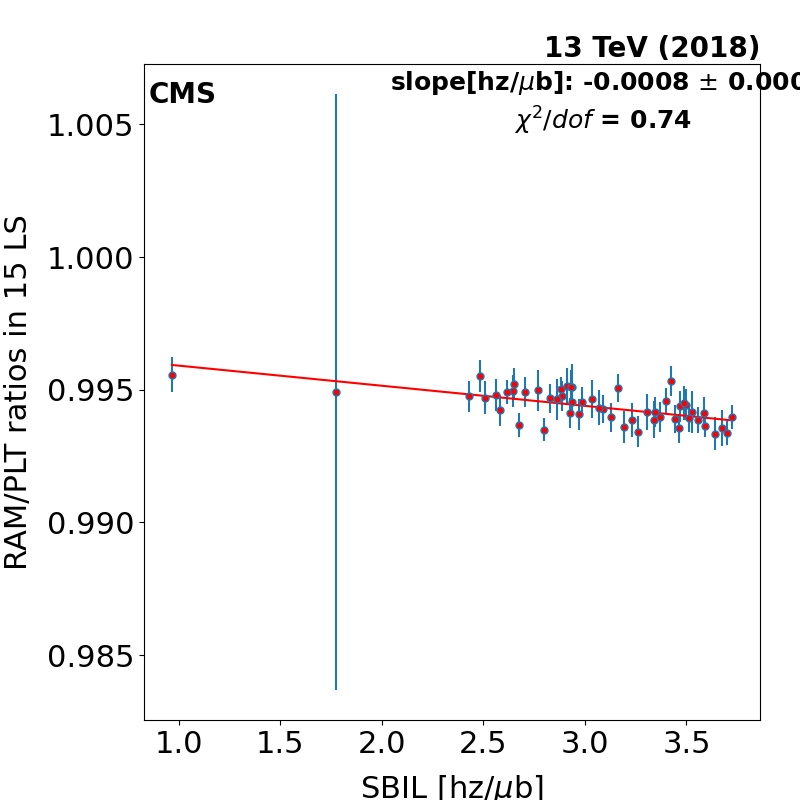 13 TeV (2018)
CMS
slope[hz/μb]: -0.0008 ± 0.000
χ²/dof = 0.74
RAM/PLT ratios in 15 LS
1.005
1.000
0.995
0.990
0.985
1.0 1.5 2.0 2.5 3.0 3.5
SBIL [hz/μb]